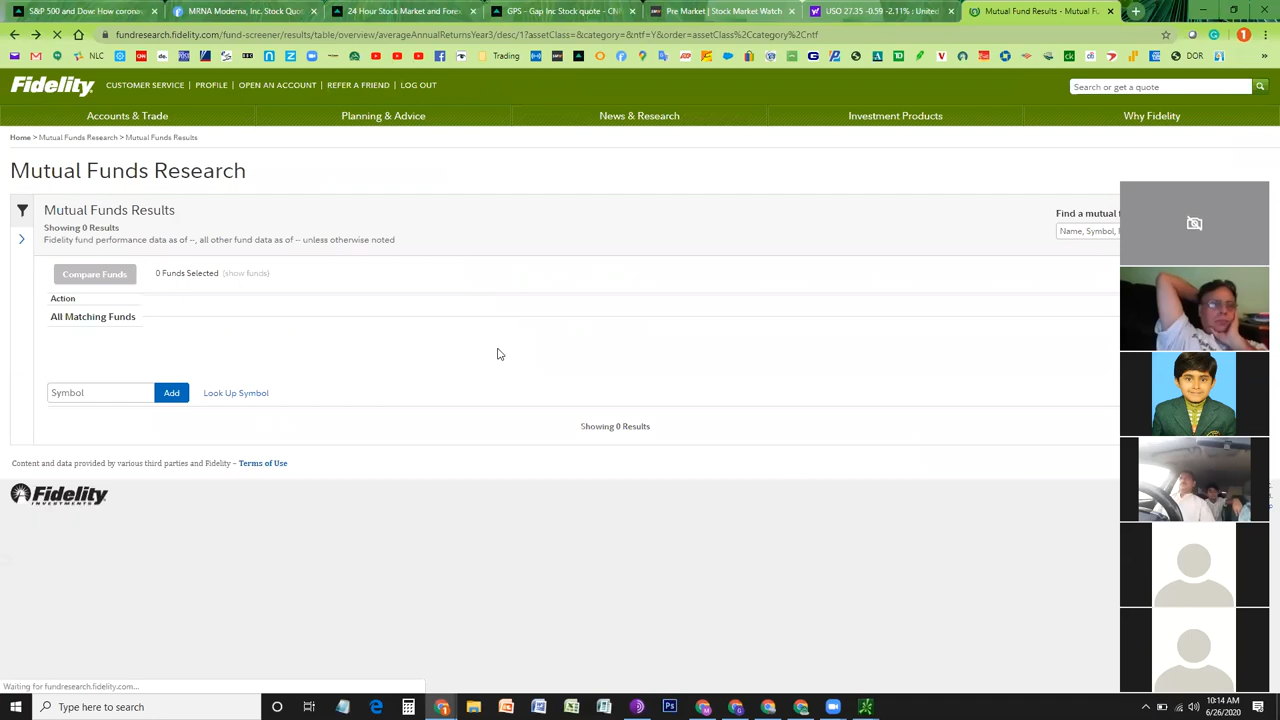 S&P 500 and Dow coronavirus
MRNA Moderna, Inc. Stock Quo
24 Hour Stock Market and Forex
GPS - Gap Inc Stock quote - CNN
Pre Market | Stock Market Watch
USO 27.35 -0.59 -2.11% : United
Mutual Funds Results
fundresearch.fidelity.com/fund-screener/results/table/overview/averageAnnualReturnsYear3/dec/1?assetClass=&category=&ntf=Y&order=assetClass%2Ccategory%2Cntf
NLC
Trading
DOR
Fidelity
CUSTOMER SERVICE | PROFILE | OPEN AN ACCOUNT | REFER A FRIEND | LOG OUT
Search or get a quote
Accounts & Trade
Planning & Advice
News & Research
Investment Products
Why Fidelity
Home > Mutual Funds Research > Mutual Funds Results
Mutual Funds Research
Mutual Funds Results
Showing 0 Results
Fidelity fund performance data as of --, all other fund data as of -- unless otherwise noted
Find a mutual f
Name, Symbol,
Compare Funds
0 Funds Selected (show funds)
Action
All Matching Funds
Symbol
Add
Look Up Symbol
Showing 0 Results
Content and data provided by various third parties and Fidelity – Terms of Use
Fidelity
INVESTMENTS
Waiting for fundresearch.fidelity.com...
Type here to search
10:14 AM
6/26/2020